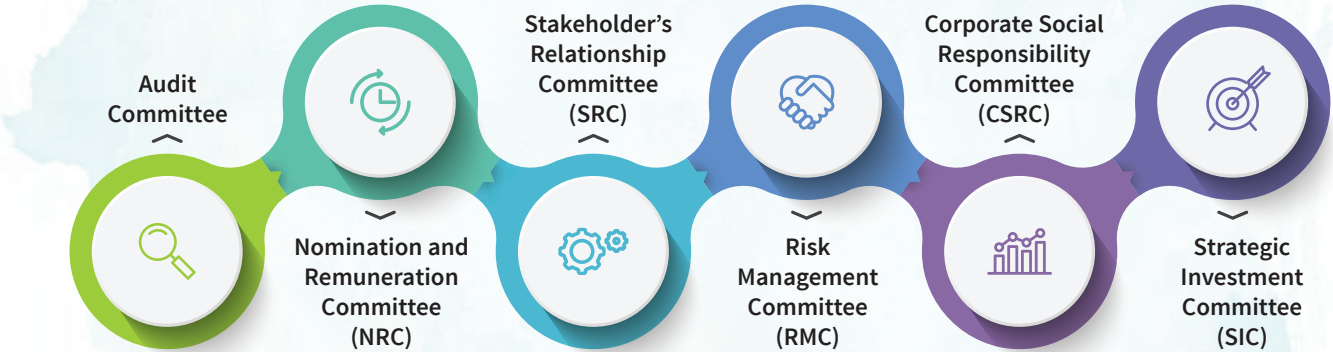 Audit
Committee
Nomination and
Remuneration
Committee
(NRC)
Stakeholder’s
Relationship
Committee
(SRC)
Risk
Management
Committee
(RMC)
Corporate Social
Responsibility
Committee
(CSRC)
Strategic
Investment
Committee
(SIC)